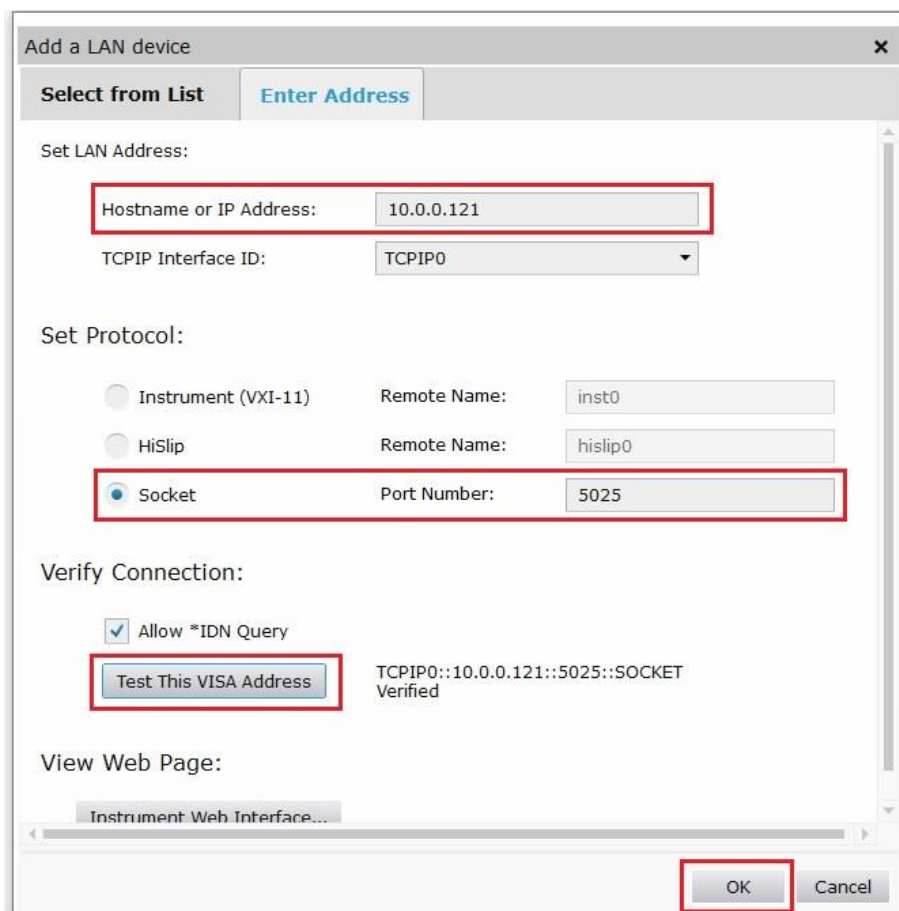 Add a LAN device
Select from List Enter Address
Set LAN Address:
Hostname or IP Address: 10.0.0.121
TCPIP Interface ID: TCPIP0
Set Protocol:
Instrument (VXI-11) Remote Name: inst0
HiSlip Remote Name: hislip0
Socket Port Number: 5025
Verify Connection:
Allow *IDN Query
Test This VISA Address TCPIP0::10.0.0.121::5025::SOCKET
Verified
View Web Page:
Instrument Web Interface...
OK Cancel